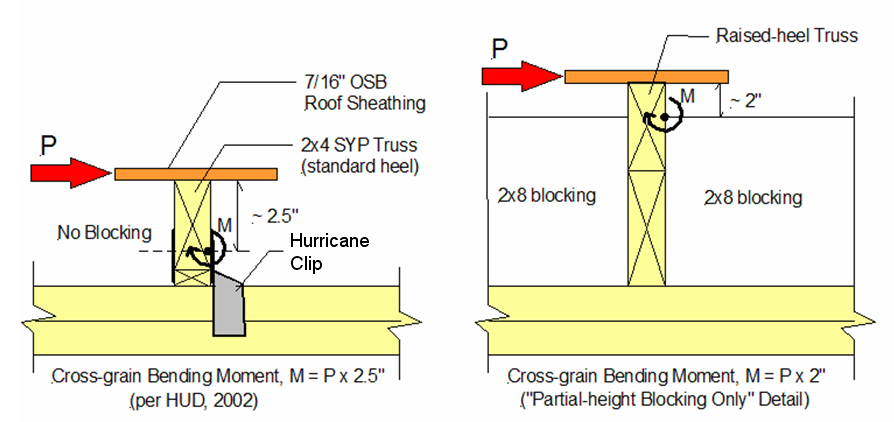 P
7/16" OSB
Roof Sheathing
2x4 SYP Truss
(standard heel)
~ 2.5"
M
No Blocking
Hurricane
Clip
Cross-grain Bending Moment, M = P x 2.5"
(per HUD, 2002)
P
Raised-heel Truss
M
~ 2"
2x8 blocking
2x8 blocking
Cross-grain Bending Moment, M = P x 2"
("Partial-height Blocking Only" Detail)